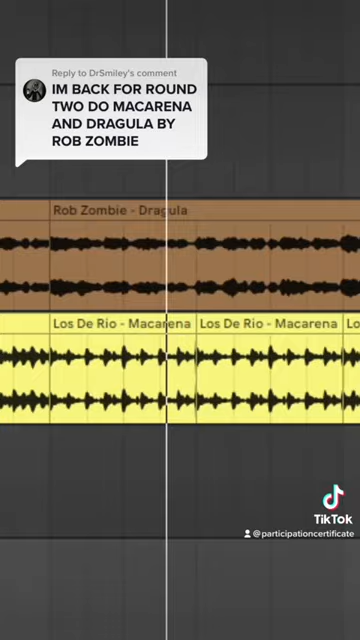 Reply to DrSmiley's comment
IM BACK FOR ROUND
TWO DO MACARENA
AND DRAGULA BY
ROB ZOMBIE
Rob Zombie - Dragula
Los De Rio - Macarena Los De Rio - Macarena Lo
TikTok
@participationcertificate